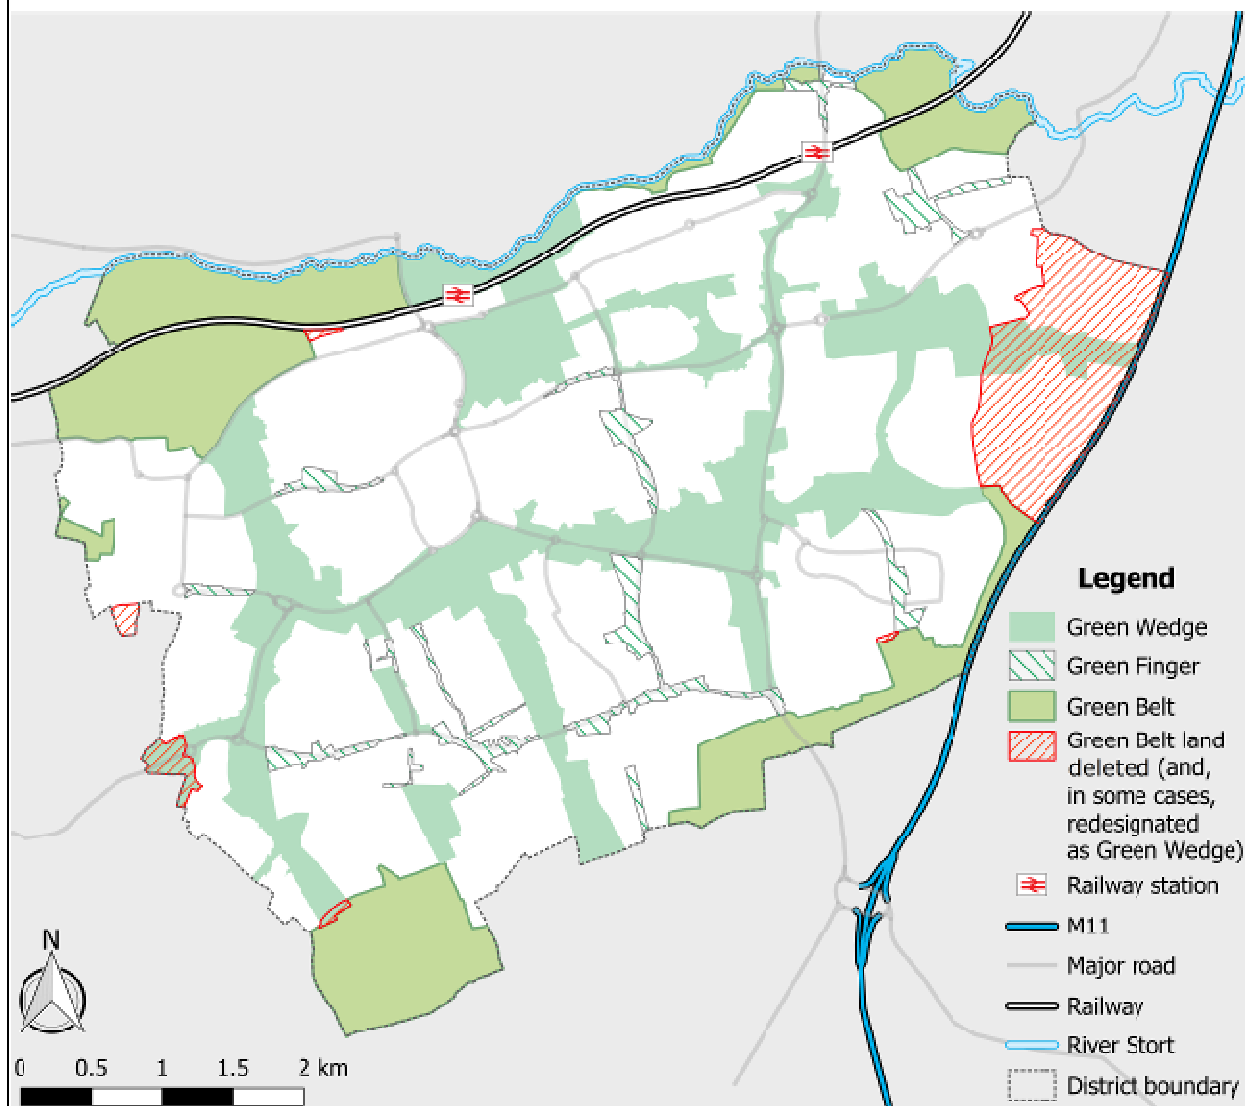 Legend
Green Wedge
Green Finger
Green Belt
Green Belt land
deleted (and,
in some cases,
redesignated
as Green Wedge)
Railway station
M11
Major road
Railway
River Stort
District boundary
N
0 0.5 1 1.5 2 km